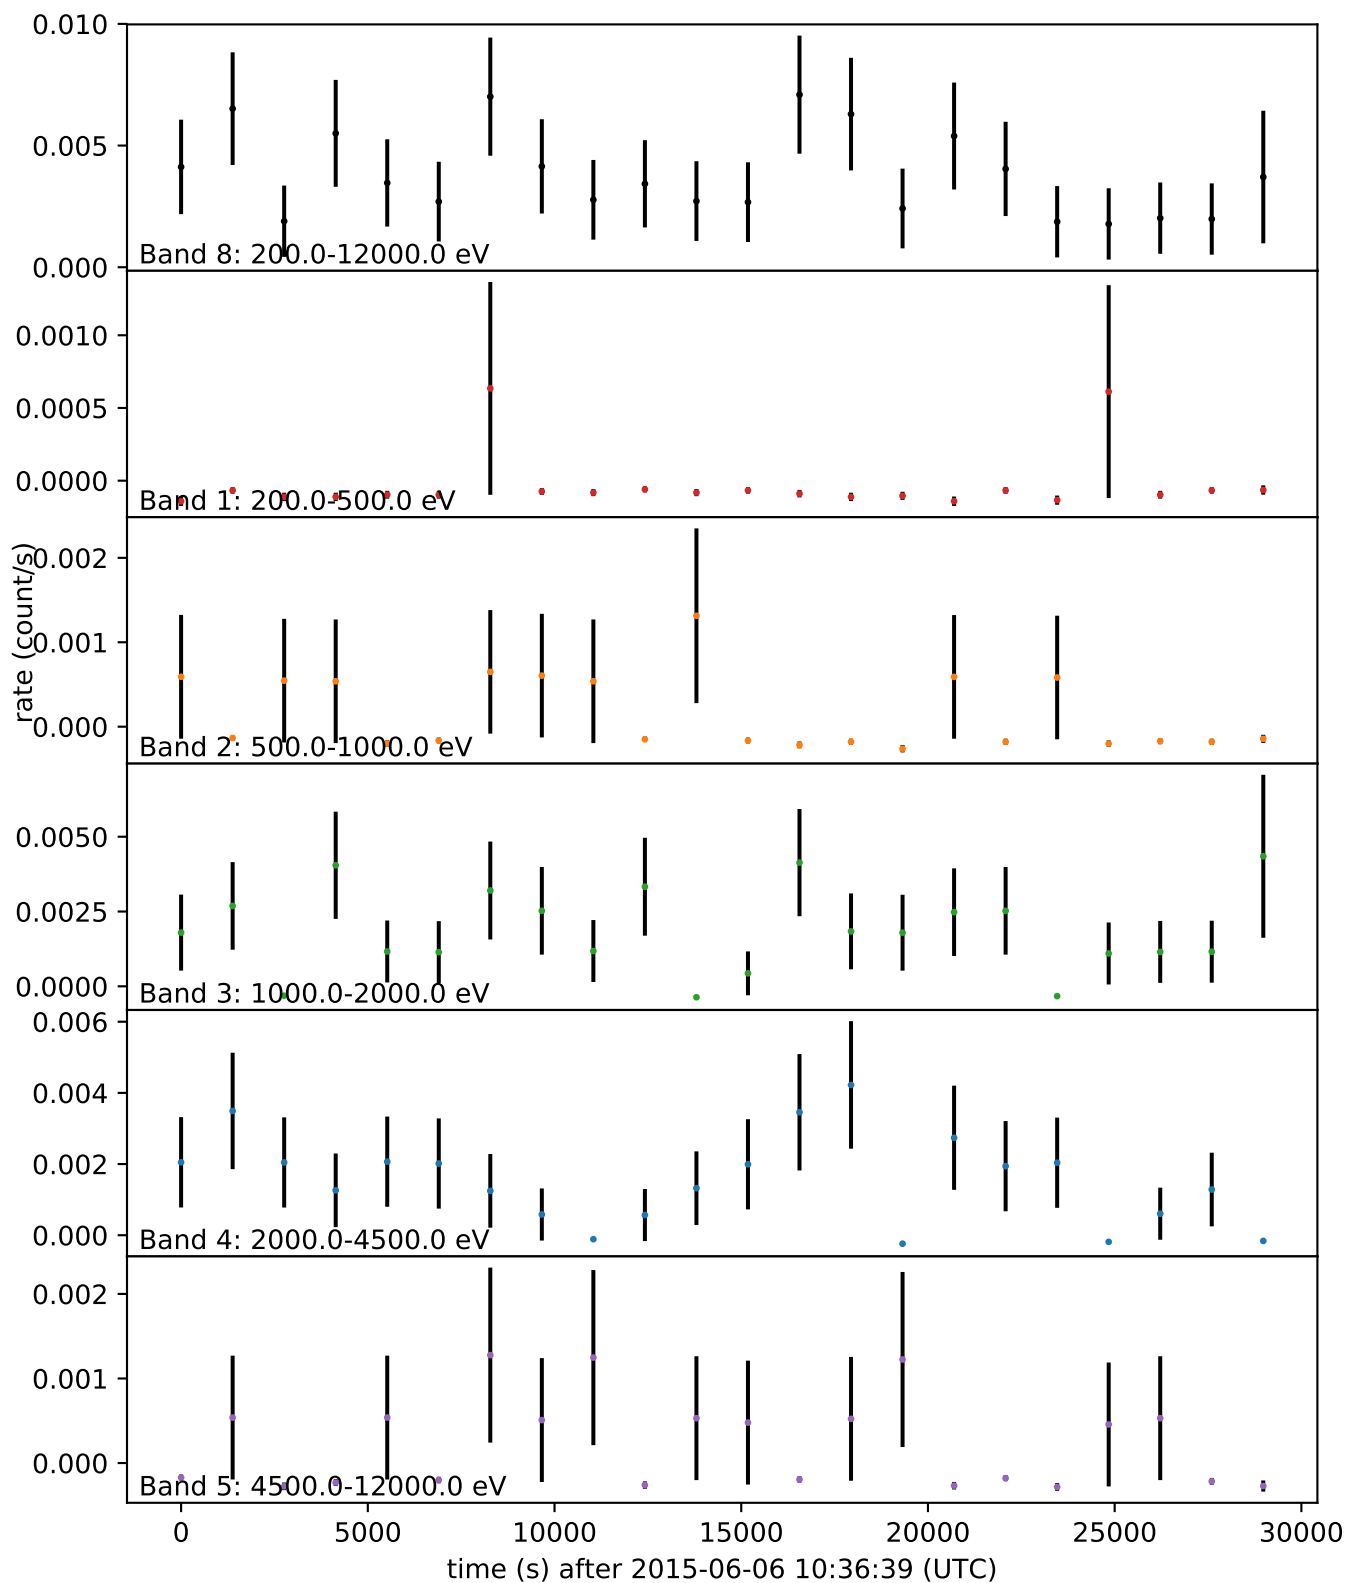 0.010
0.005
0.000
Band 8: 200.0-12000.0 eV
0.0010
0.0005
0.0000
Band 1: 200.0-500.0 eV
rate (count/s)
0.002
0.001
0.000
Band 2: 500.0-1000.0 eV
0.0050
0.0025
0.0000
Band 3: 1000.0-2000.0 eV
0.006
0.004
0.002
0.000
Band 4: 2000.0-4500.0 eV
0.002
0.001
0.000
Band 5: 4500.0-12000.0 eV
0 5000 10000 15000 20000 25000 30000
time (s) after 2015-06-06 10:36:39 (UTC)